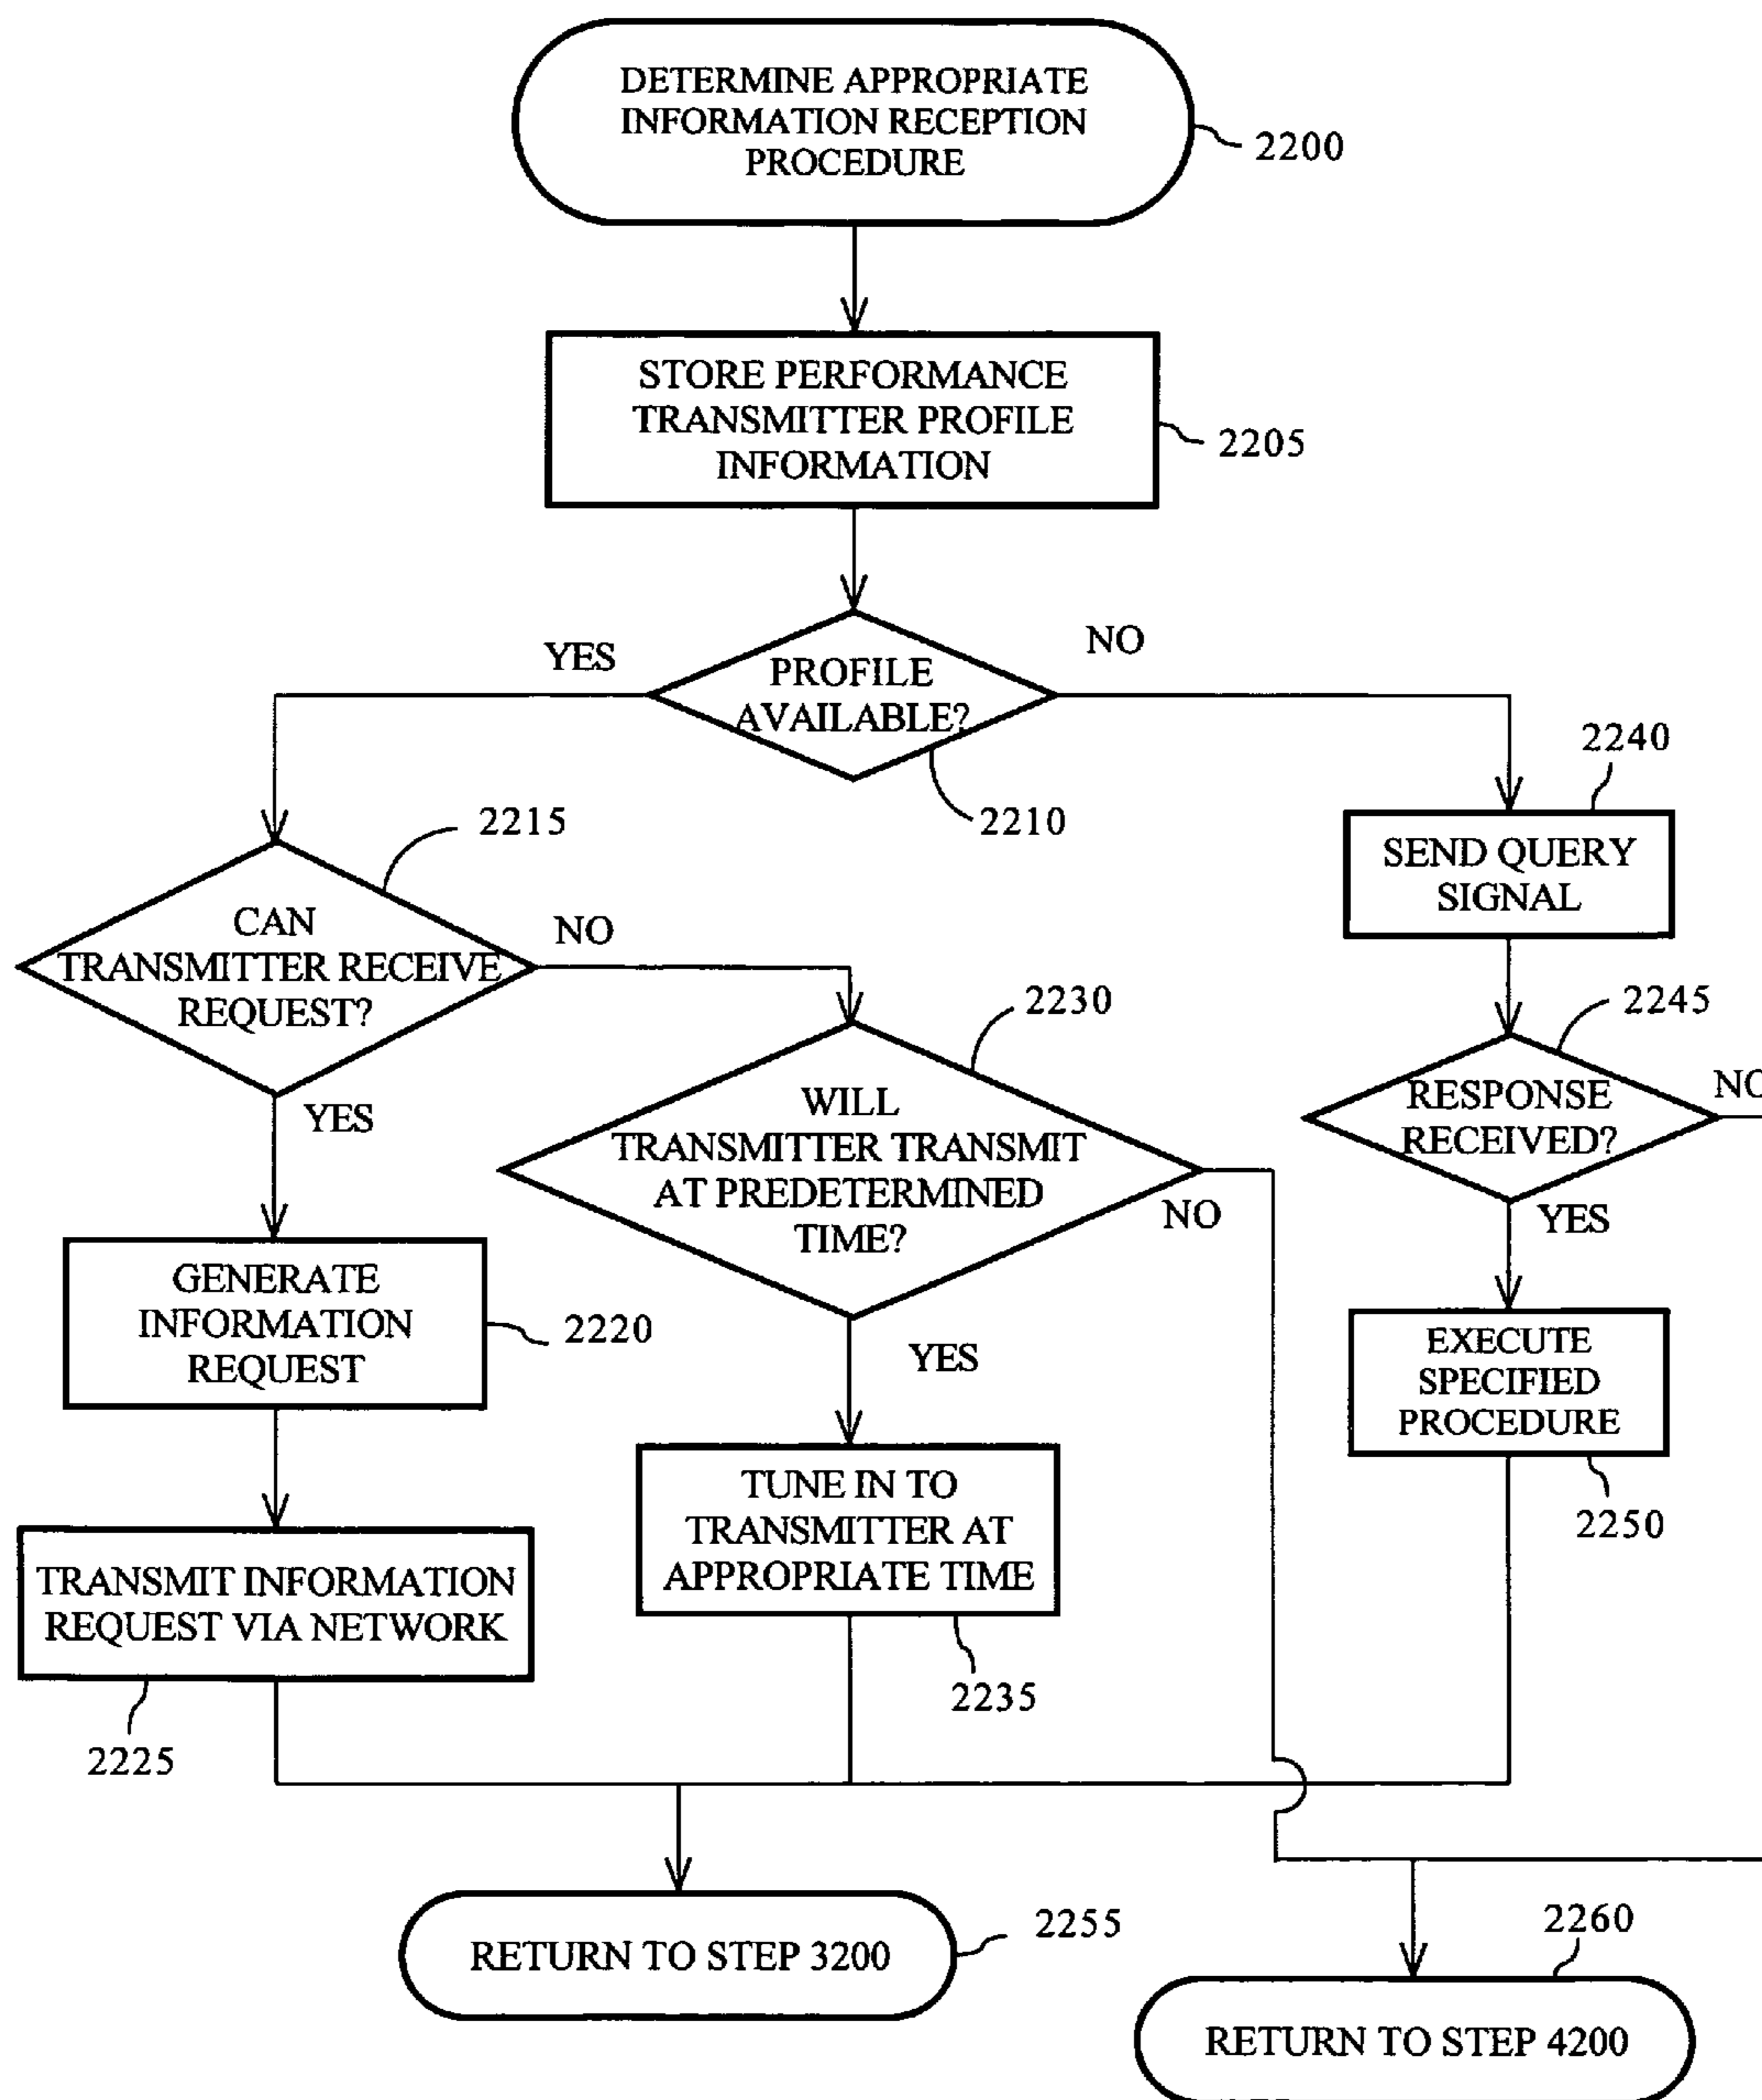 DETERMINE APPROPRIATE
INFORMATION RECEPTION
PROCEDURE
2200
STORE PERFORMANCE
TRANSMITTER PROFILE
INFORMATION
2205
YES
NO
PROFILE
AVAILABLE?
2210
2240
SEND QUERY
SIGNAL
2215
CAN
TRANSMITTER RECEIVE
REQUEST?
NO
YES
2230
WILL
TRANSMITTER TRANSMIT
AT PREDETERMINED
TIME?
NO
YES
2245
RESPONSE
RECEIVED?
NO
YES
GENERATE
INFORMATION
REQUEST
2220
EXECUTE
SPECIFIED
PROCEDURE
2250
TUNE IN TO
TRANSMITTER AT
APPROPRIATE TIME
2235
TRANSMIT INFORMATION
REQUEST VIA NETWORK
2225
RETURN TO STEP 3200
2255
2260
RETURN TO STEP 4200